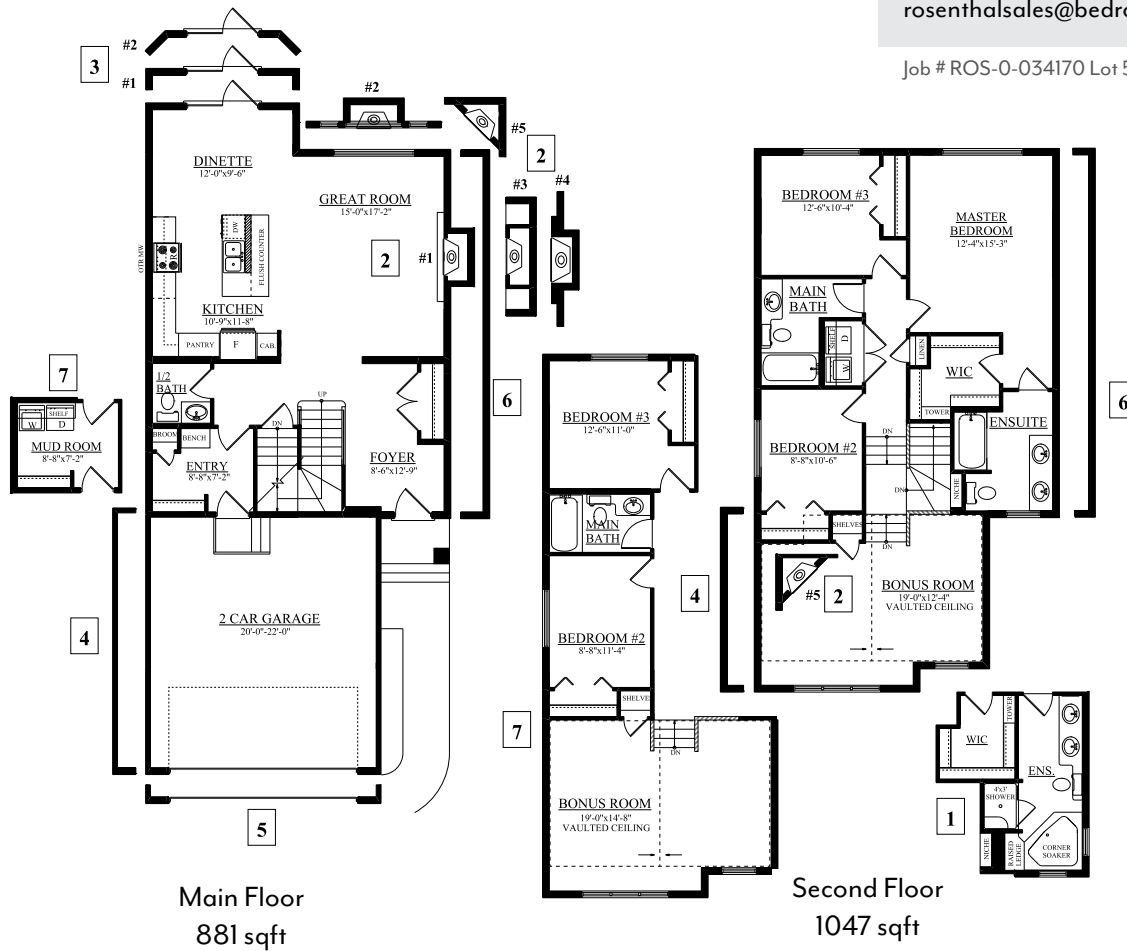 rosenthalsales@bedro
Job # ROS-0-034170 Lot 5
#2
3
#1
#2
#5
2
#3
#4
DINETTE
12'-0"x9'-6"
GREAT ROOM
15'-0"x17'-2"
2
#1
OTR MW
R
DW
FLUSH COUNTER
KITCHEN
10'-9"x11'-8"
PANTRY
F
CAB.
7
W
SHELF
D
MUD ROOM
8'-8"x7'-2"
1/2
BATH
BROOM
BENCH
ENTRY
8'-8"x7'-2"
DN
UP
FOYER
8'-6"x12'-9"
6
4
2 CAR GARAGE
20'-0"-22'-0"
5
Main Floor
881 sqft
BEDROOM #3
12'-6"x11'-0"
MAIN
BATH
BEDROOM #2
8'-8"x11'-4"
SHELVES
DN
7
BONUS ROOM
19'-0"x14'-8"
VAULTED CEILING
4
BEDROOM #3
12'-6"x10'-4"
MASTER
BEDROOM
12'-4"x15'-3"
MAIN
BATH
SHELF
D
W
LINEN
WIC
TOWER
ENSUITE
6
BEDROOM #2
8'-8"x10'-6"
DN
DN
NICHE
SHELVES
DN
#5
2
BONUS ROOM
19'-0"x12'-4"
VAULTED CEILING
WIC
TOWER
ENS.
4'x3'
SHOWER
1
NICHE
RAISED
LEDGE
CORNER
SOAKER
Second Floor
1047 sqft